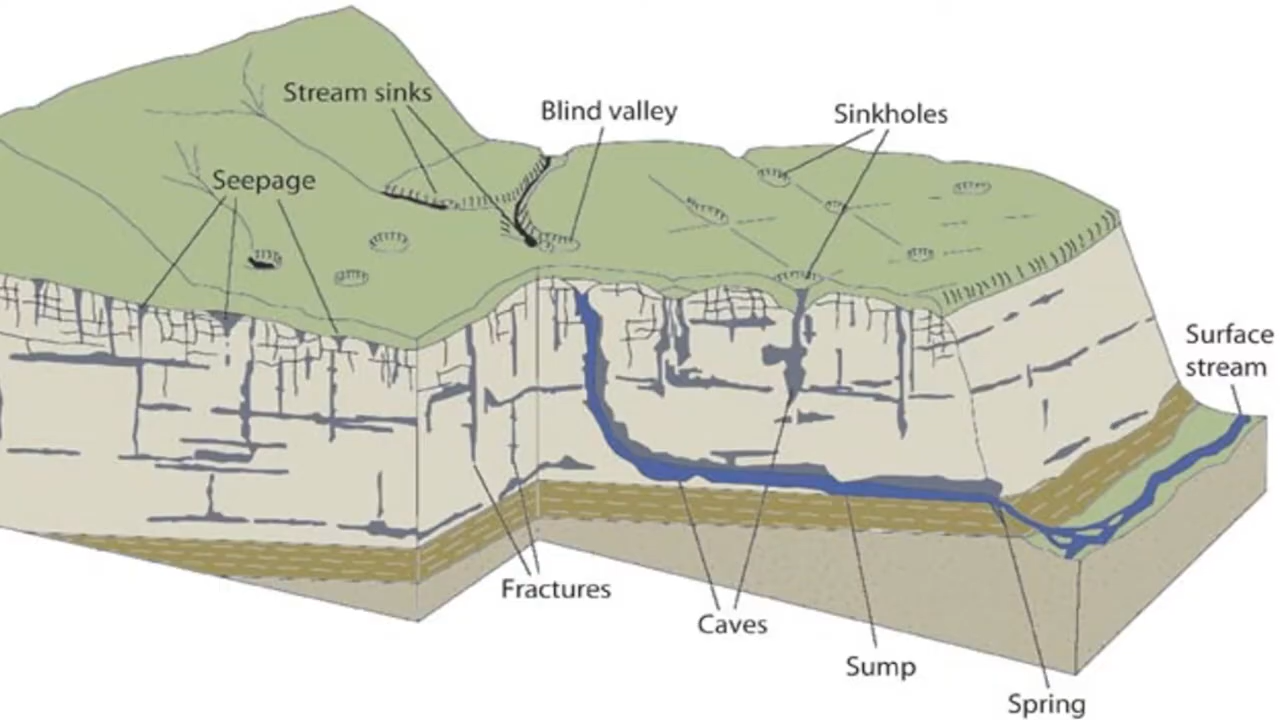 Stream sinks
Blind valley
Sinkholes
Seepage
Surface
stream
Fractures
Caves
Sump
Spring